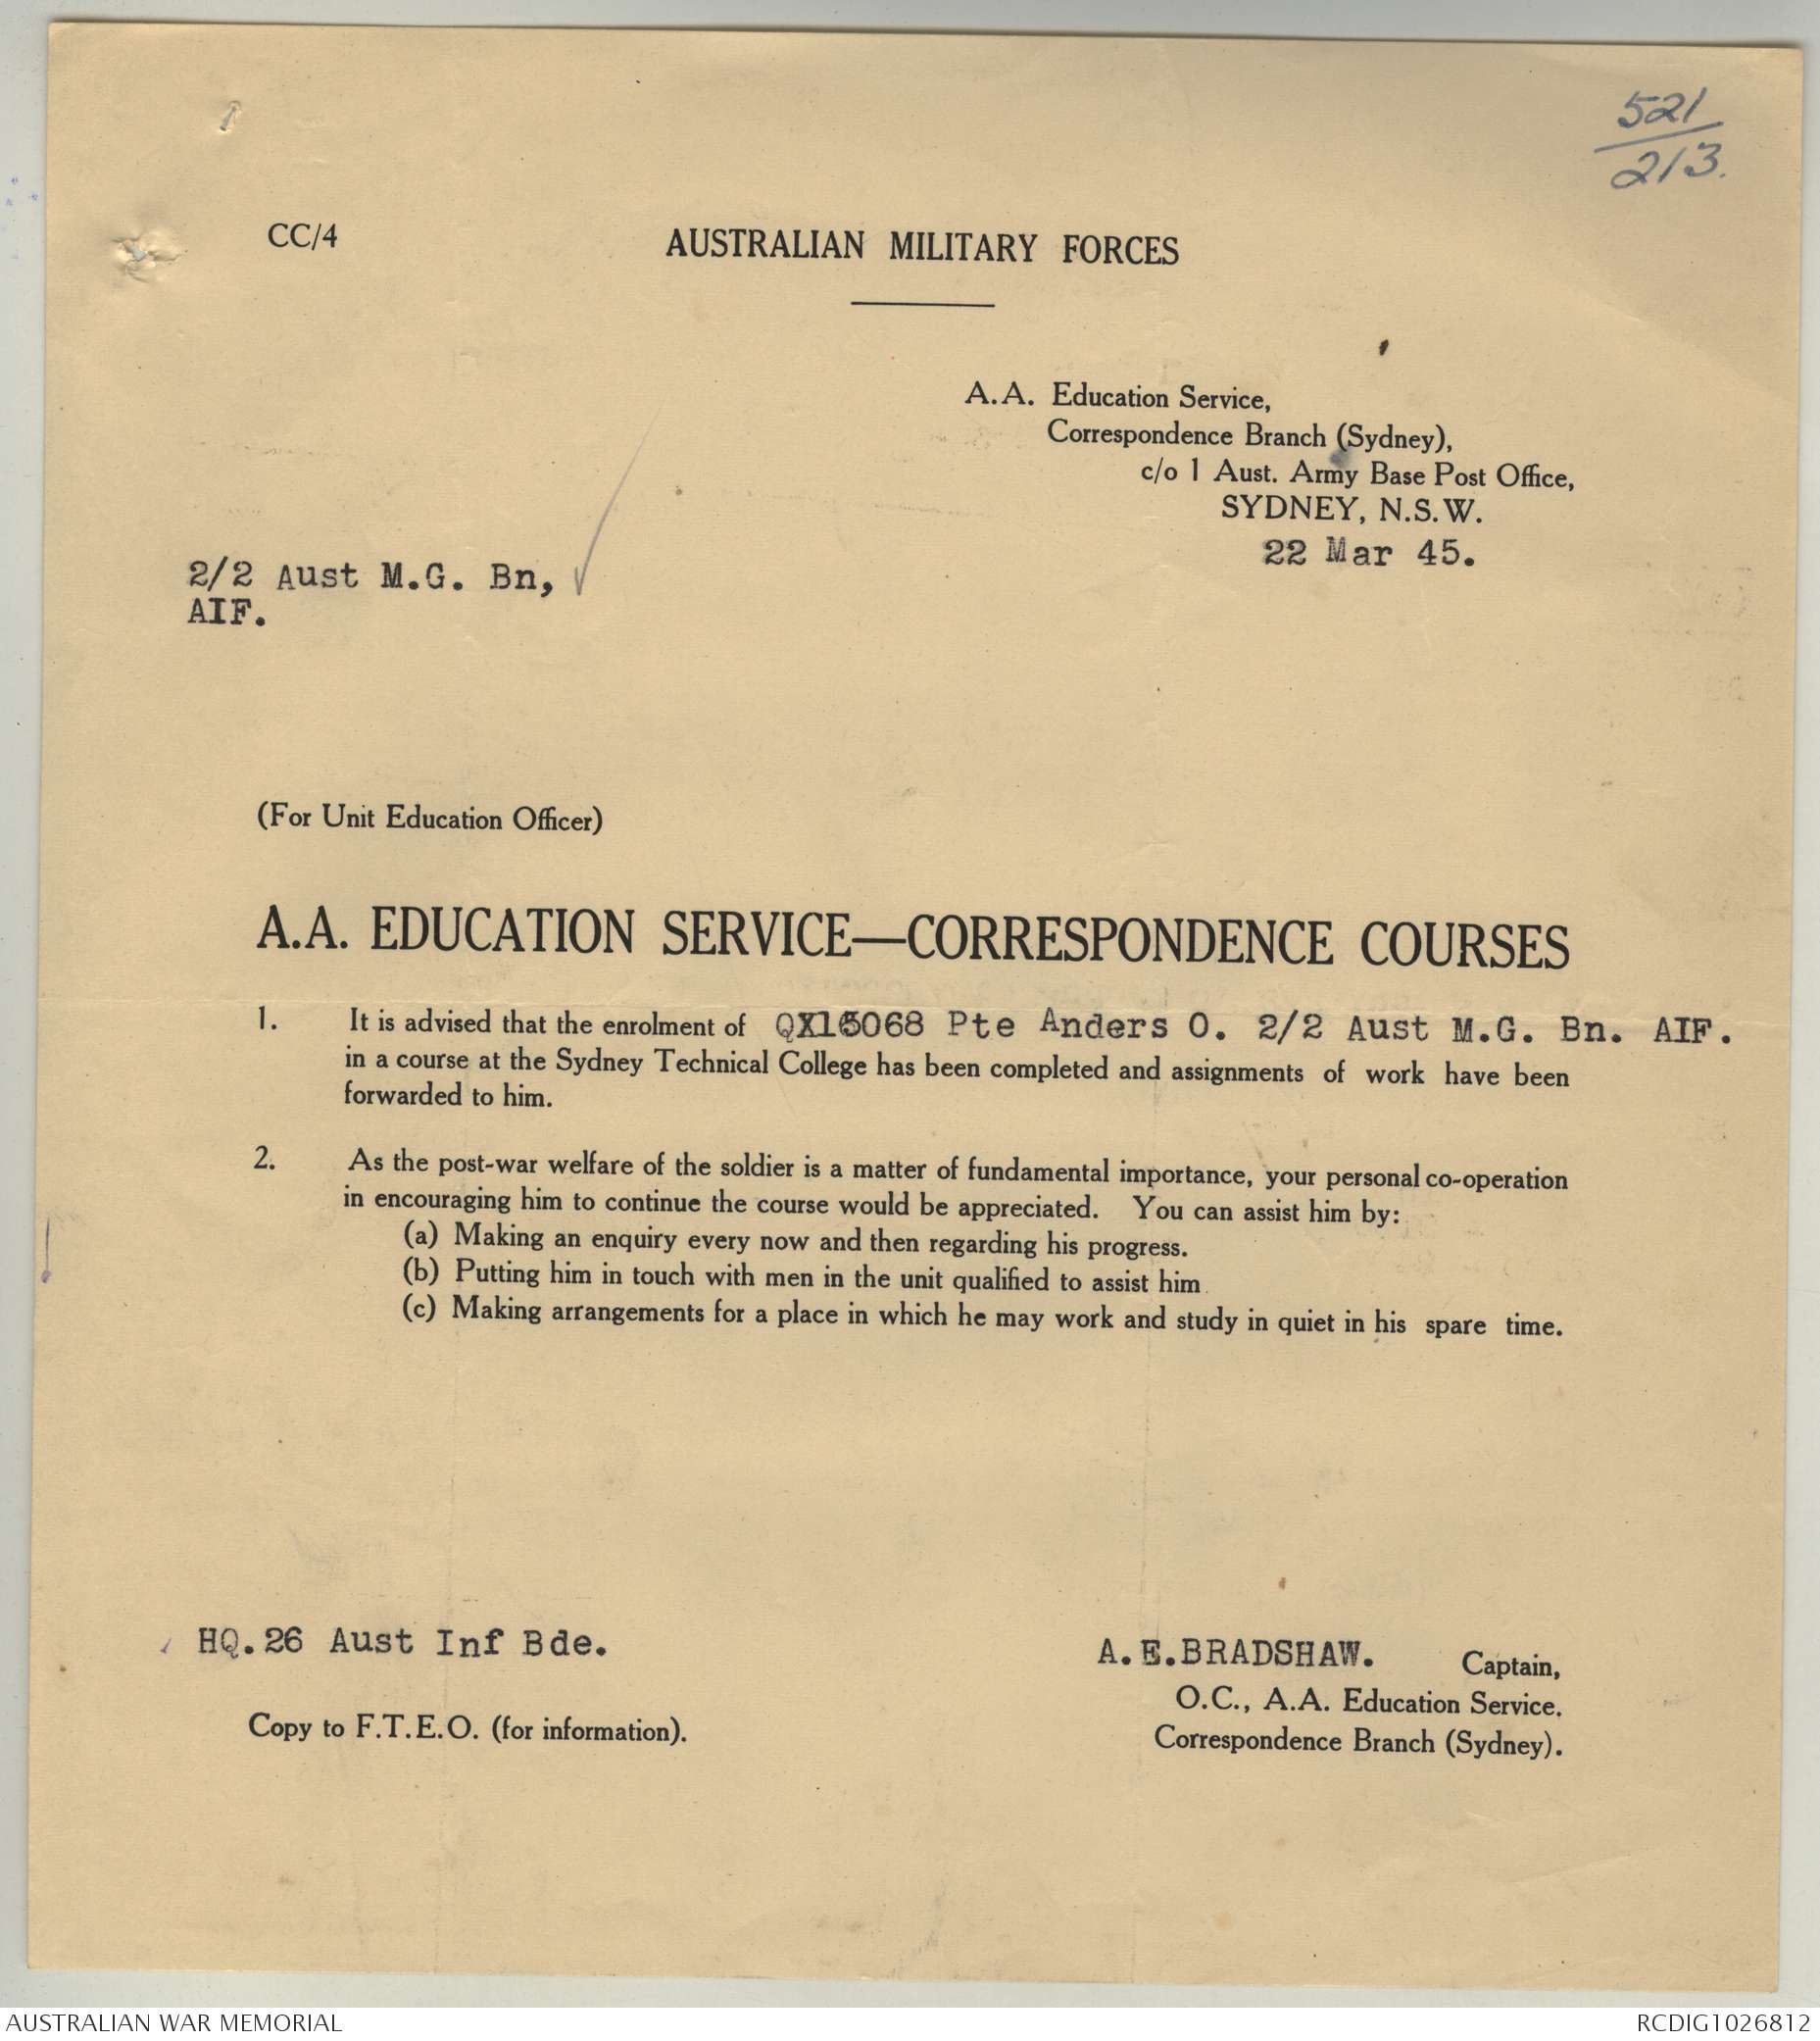 521
213.
CC/4
AUSTRALIAN MILITARY FORCES
A.A. Education Service,
Correspondence Branch (Sydney),
c/o 1 Aust. Army Base Post Office,
SYDNEY, N.S.W.
22 Mar 45.
2/2 Aust M.G. Bn,
AIF.
(For Unit Education Officer)
A.A. EDUCATION SERVICE—CORRESPONDENCE COURSES
1. It is advised that the enrolment of Pte Anders O. 2/2 Aust M.G. Bn. AIF.
in a course at the Sydney Technical College has been completed and assignments of work have been
forwarded to him.
2. As the post-war welfare of the soldier is a matter of fundamental importance, your personal co-operation
in encouraging him to continue the course would be appreciated. You can assist him by:
(a) Making an enquiry every now and then regarding his progress.
(b) Putting him in touch with men in the unit qualified to assist him.
(c) Making arrangements for a place in which he may work and study in quiet in his spare time.
HQ.26 Aust Inf Bde.
A.E.BRADSHAW. Captain,
O.C., A.A. Education Service.
Correspondence Branch (Sydney).
Copy to F.T.E.O. (for information).
AUSTRALIAN WAR MEMORIAL
RCDIG1026812